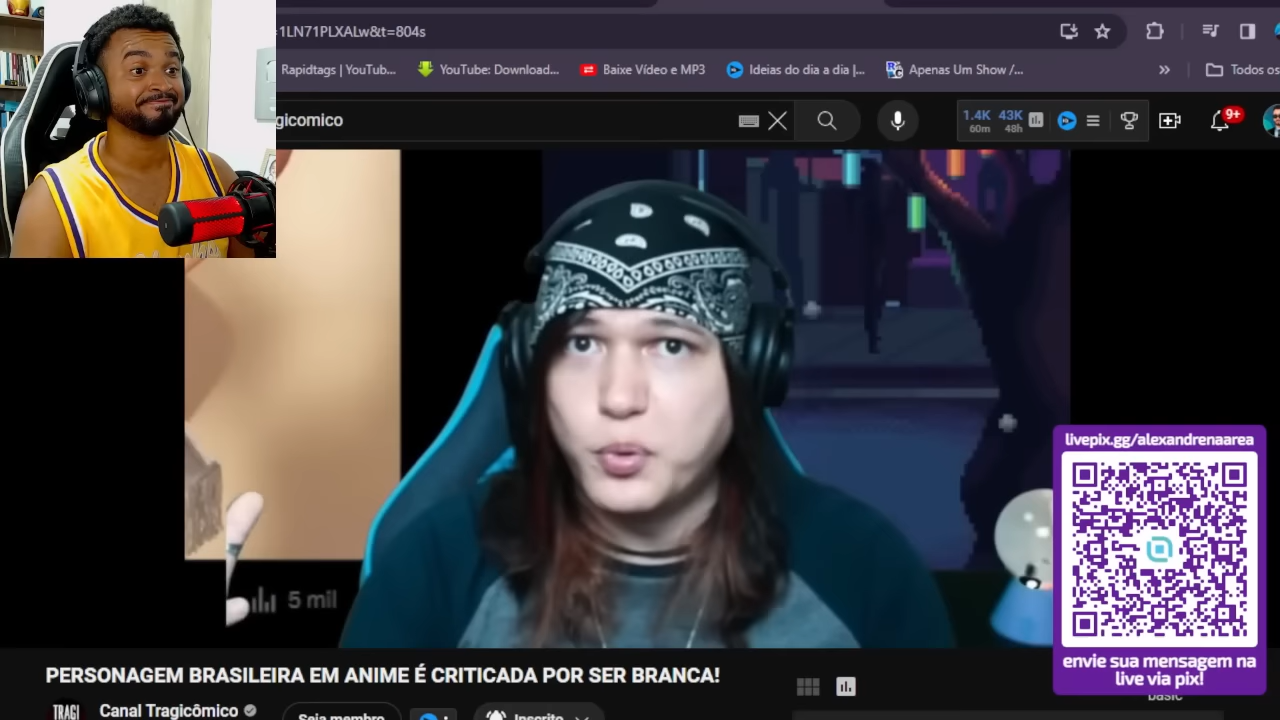 1LN71PLXALw&t=804s
Rapidtags | YouTub...
YouTube: Download...
Baixe Vídeo e MP3
Ideias do dia a dia |...
Apenas Um Show /...
Todos os
gicomico
1.4K 43K
60m 48h
9+
5 mil
livepix.gg/alexandrenaarea
envie sua mensagem na
live via pix!
PERSONAGEM BRASILEIRA EM ANIME É CRITICADA POR SER BRANCA!
TRAGI
Canal Tragicômico
Seja membro
Inscrito